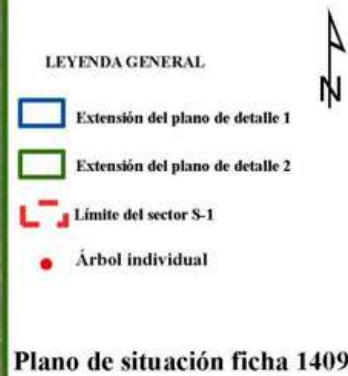 LEYENDA GENERAL
N
Extensión del plano de detalle 1
Extensión del plano de detalle 2
Límite del sector S-1
Árbol individual
Plano de situación ficha 1409